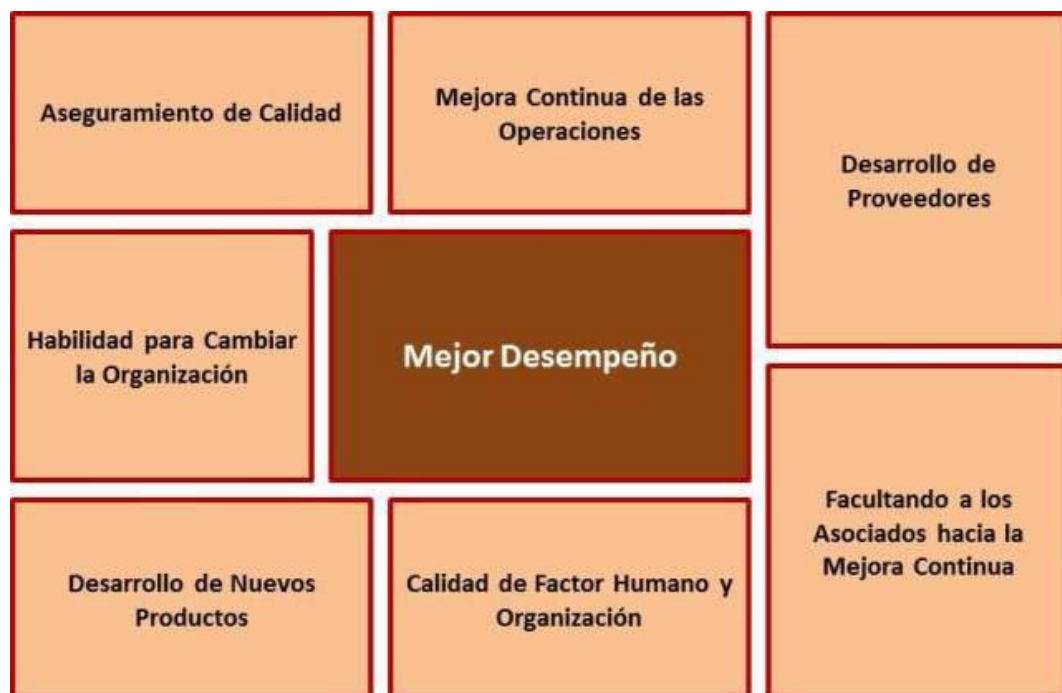 Aseguramiento de Calidad
Mejora Continua de las
Operaciones
Desarrollo de
Proveedores
Habilidad para Cambiar
la Organización
Mejor Desempeño
Facultando a los
Asociados hacia la
Mejora Continua
Desarrollo de Nuevos
Productos
Calidad de Factor Humano y
Organización